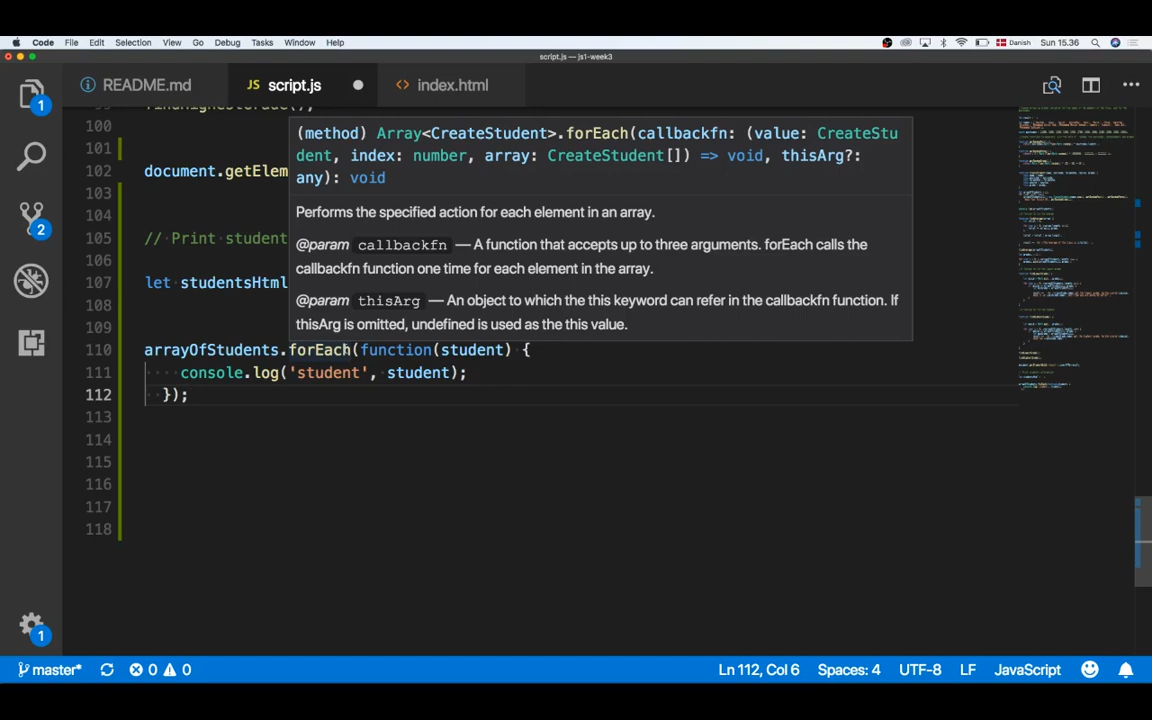 Code File Edit Selection View Go Debug Tasks Window Help Danish Sun 15.36
script.js — js1-week3
README.md JS script.js <> index.html
100
101
102 document.getElem
103
104
105 // Print student
106
107 let studentsHtml
108
109
110 arrayOfStudents.forEach(function(student) {
111 console.log('student', student);
112 });
113
114
115
116
117
118
(method) Array<CreateStudent>.forEach(callbackfn: (value: CreateStu
dent, index: number, array: CreateStudent[]) => void, thisArg?:
any): void
Performs the specified action for each element in an array.
@param callbackfn — A function that accepts up to three arguments. forEach calls the
callbackfn function one time for each element in the array.
@param thisArg — An object to which the this keyword can refer in the callbackfn function. If
thisArg is omitted, undefined is used as the this value.
1
2
1
master* 0 0 Ln 112, Col 6 Spaces: 4 UTF-8 LF JavaScript